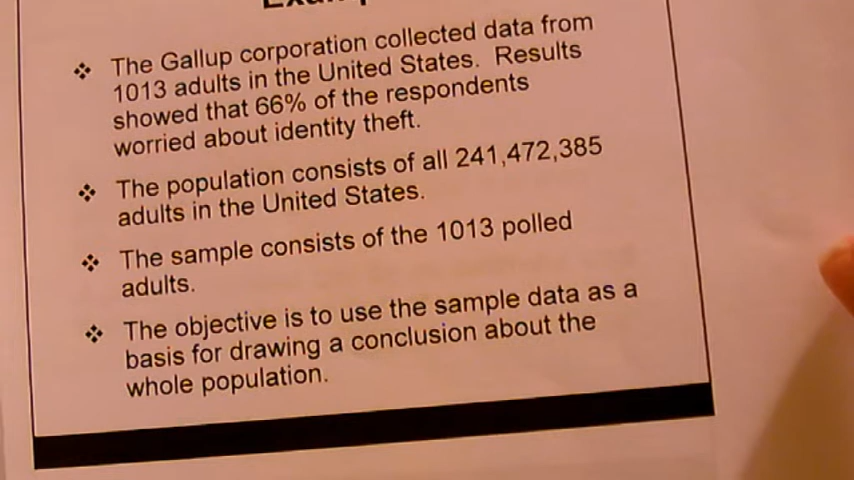 ❖ The Gallup corporation collected data from
1013 adults in the United States. Results
showed that 66% of the respondents
worried about identity theft.
❖ The population consists of all 241,472,385
adults in the United States.
❖ The sample consists of the 1013 polled
adults.
❖ The objective is to use the sample data as a
basis for drawing a conclusion about the
whole population.